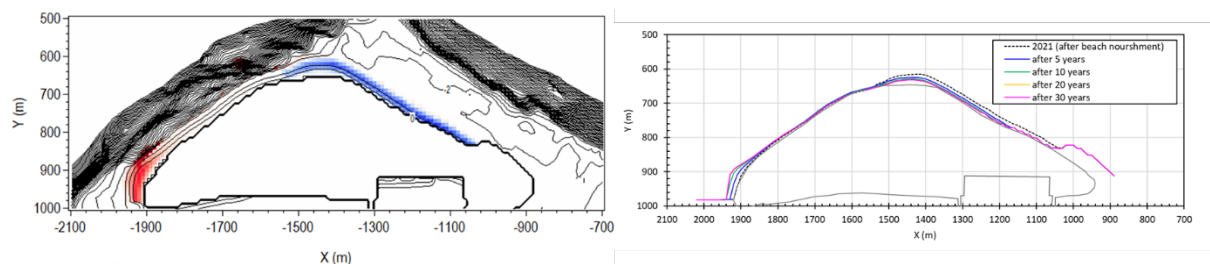 500
600
700
800
900
1000
Y (m)
-2100 -1900 -1700 -1500 -1300 -1100 -900 -700
X (m)
-2
0
500
600
700
800
900
1000
Y (m)
2100 2000 1900 1800 1700 1600 1500 1400 1300 1200 1100 1000 900 800 700
X (m)
2021 (after beach nourshment)
after 5 years
after 10 years
after 20 years
after 30 years